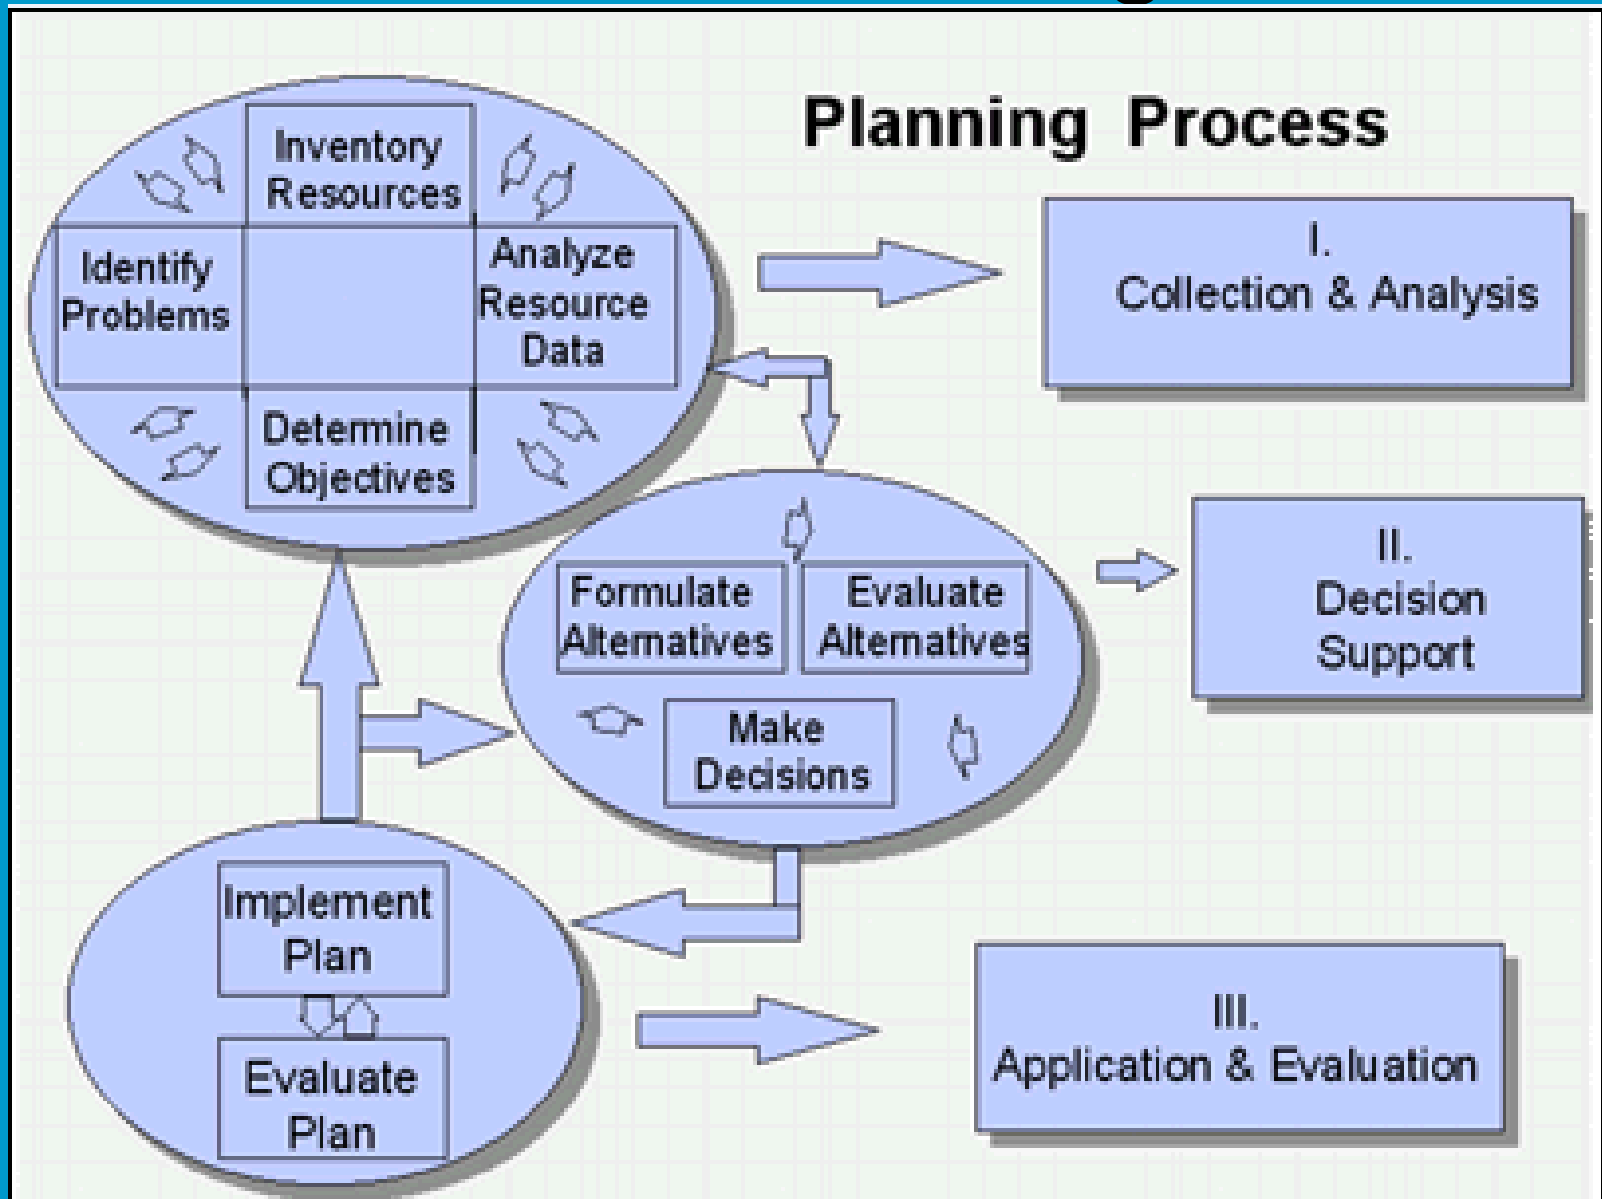 Planning Process
Inventory
Resources
Identify
Problems
Analyze
Resource
Data
Determine
Objectives
I.
Collection & Analysis
Formulate
Alternatives
Evaluate
Alternatives
Make
Decisions
II.
Decision
Support
Implement
Plan
Evaluate
Plan
III.
Application & Evaluation